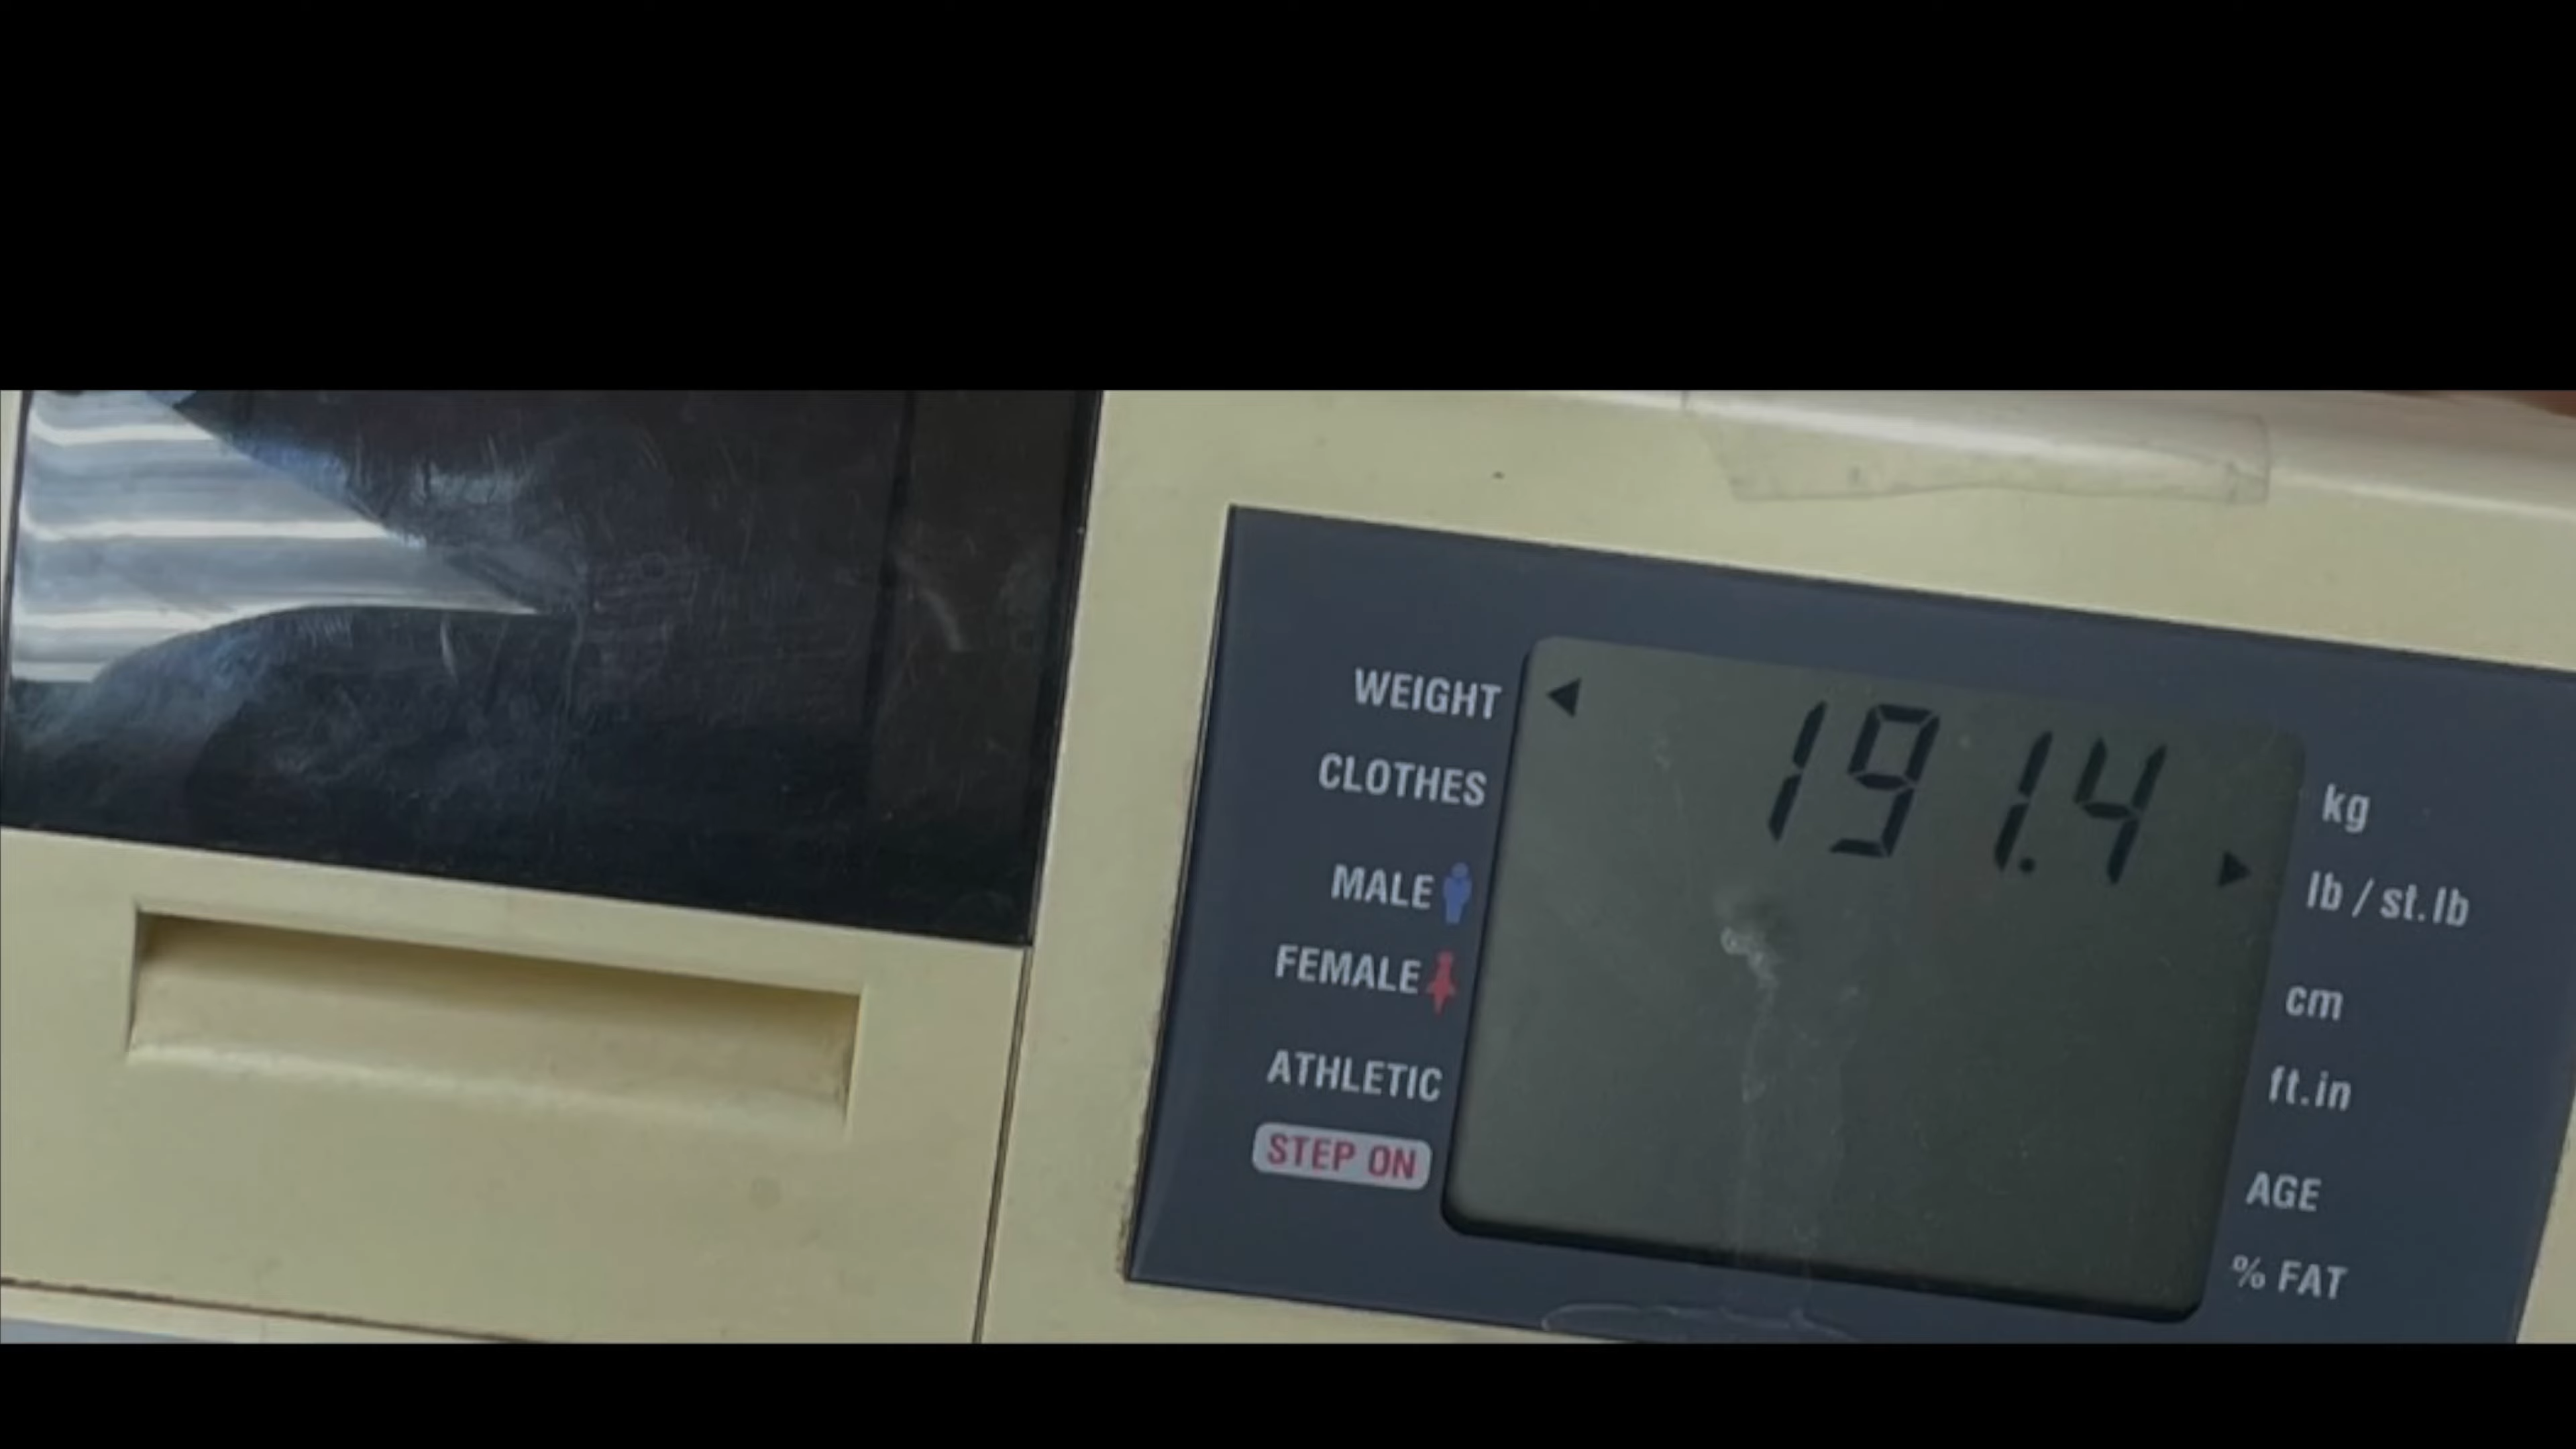 WEIGHT
191.4
kg
CLOTHES
lb / st.lb
MALE
FEMALE
cm
ATHLETIC
ft.in
STEP ON
AGE
% FAT